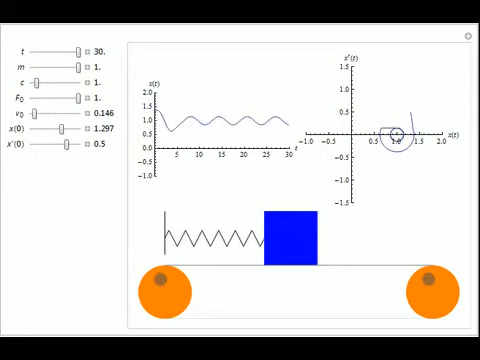 t 30.
m 1.
c 1.
F0 1.
v0 0.146
x(0) 1.297
x′(0) 0.5
x(t)
2.0
1.5
1.0
0.5
-0.5
-1.0
5 10 15 20 25 30
t
x′(t)
1.5
1.0
0.5
-0.5
-1.0
-1.5
-1.0 -0.5 0.5 1.0 1.5 2.0
x(t)